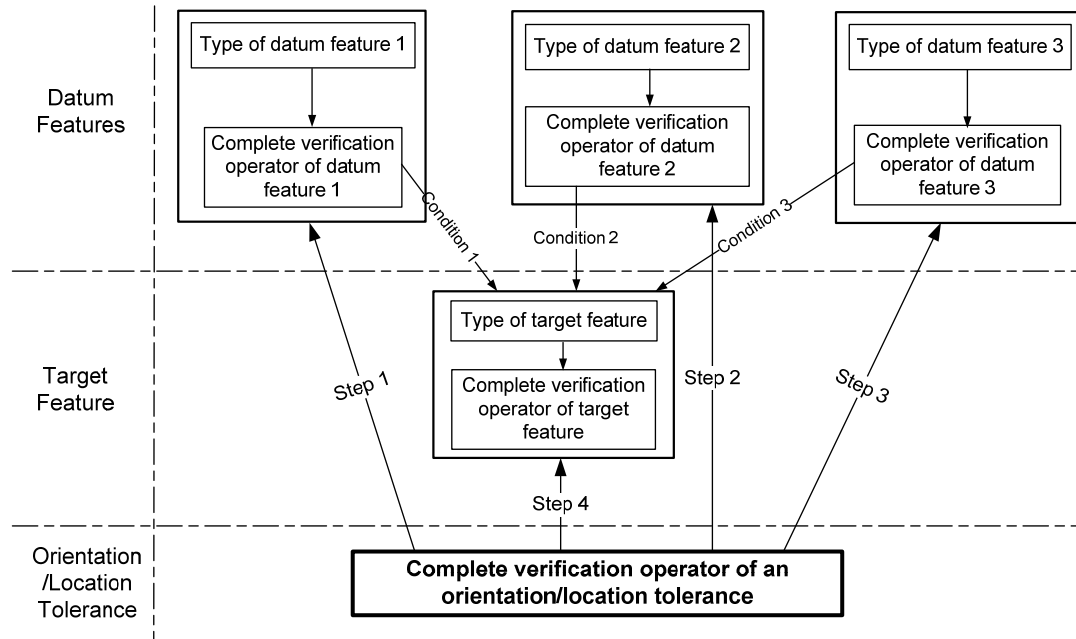 Datum
Features
Type of datum feature 1
Complete verification
operator of datum
feature 1
Type of datum feature 2
Complete verification
operator of datum
feature 2
Type of datum feature 3
Complete verification
operator of datum
feature 3
Condition 1
Condition 2
Condition 3
Target
Feature
Type of target feature
Complete verification
operator of target
feature
Step 1
Step 2
Step 3
Step 4
Orientation
/Location
Tolerance
Complete verification operator of an
orientation/location tolerance